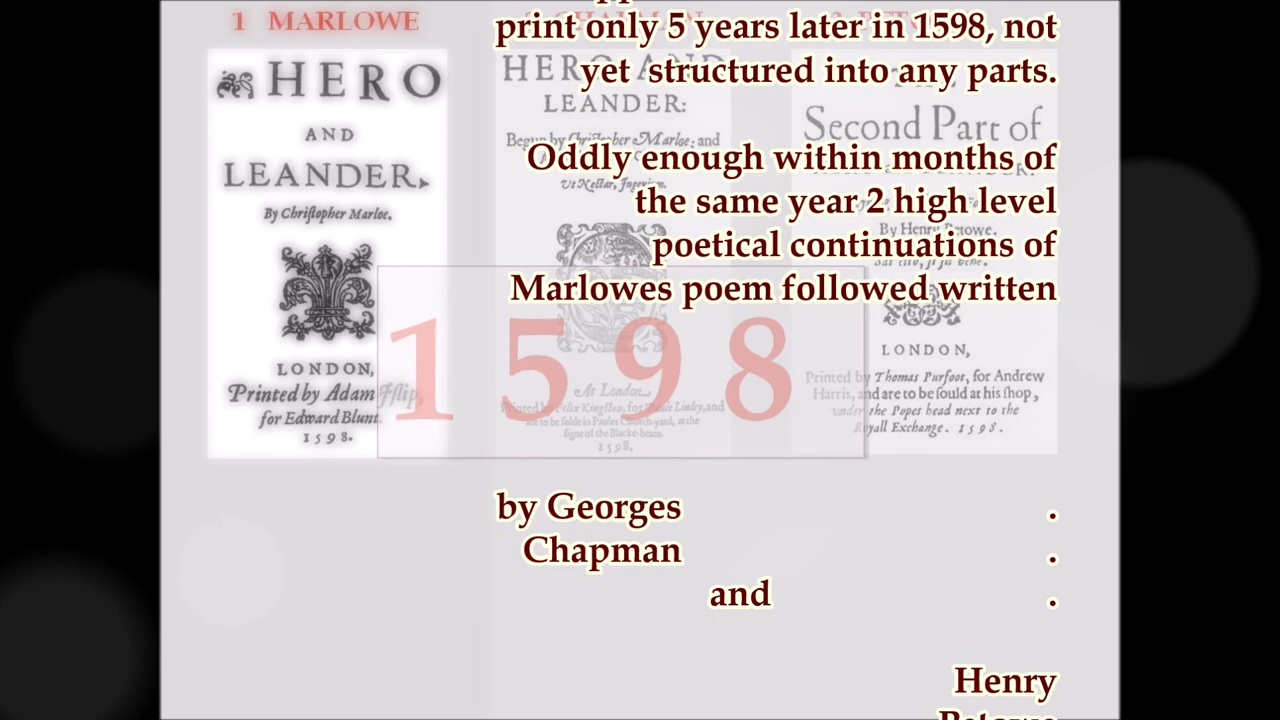 1 MARLOWE
HERO
AND
LEANDER,
By Christopher Marloe.
LONDON,
Printed by Adam Islip,
for Edward Blunt.
1598.
print only 5 years later in 1598, not
yet structured into any parts.
Oddly enough within months of
the same year 2 high level
poetical continuations of
Marlowes poem followed written
by Georges .
Chapman .
and .
Henry
Petowe
HERO AND
LEANDER:
Begun by Christopher Marloe; and
Ut Nectar, Ingenium.
At London
Printed by Felix Kingston, for Paule Linley, and
are to be solde in Paules Church-yard, at the
signe of the Blacke-beare.
1598.
Second Part of
By Henry Petowe.
LONDON,
Printed by Thomas Purfoot, for Andrew
Harris, and are to be sould at his shop,
under the Popes head next to the
Royall Exchange. 1598.
1598